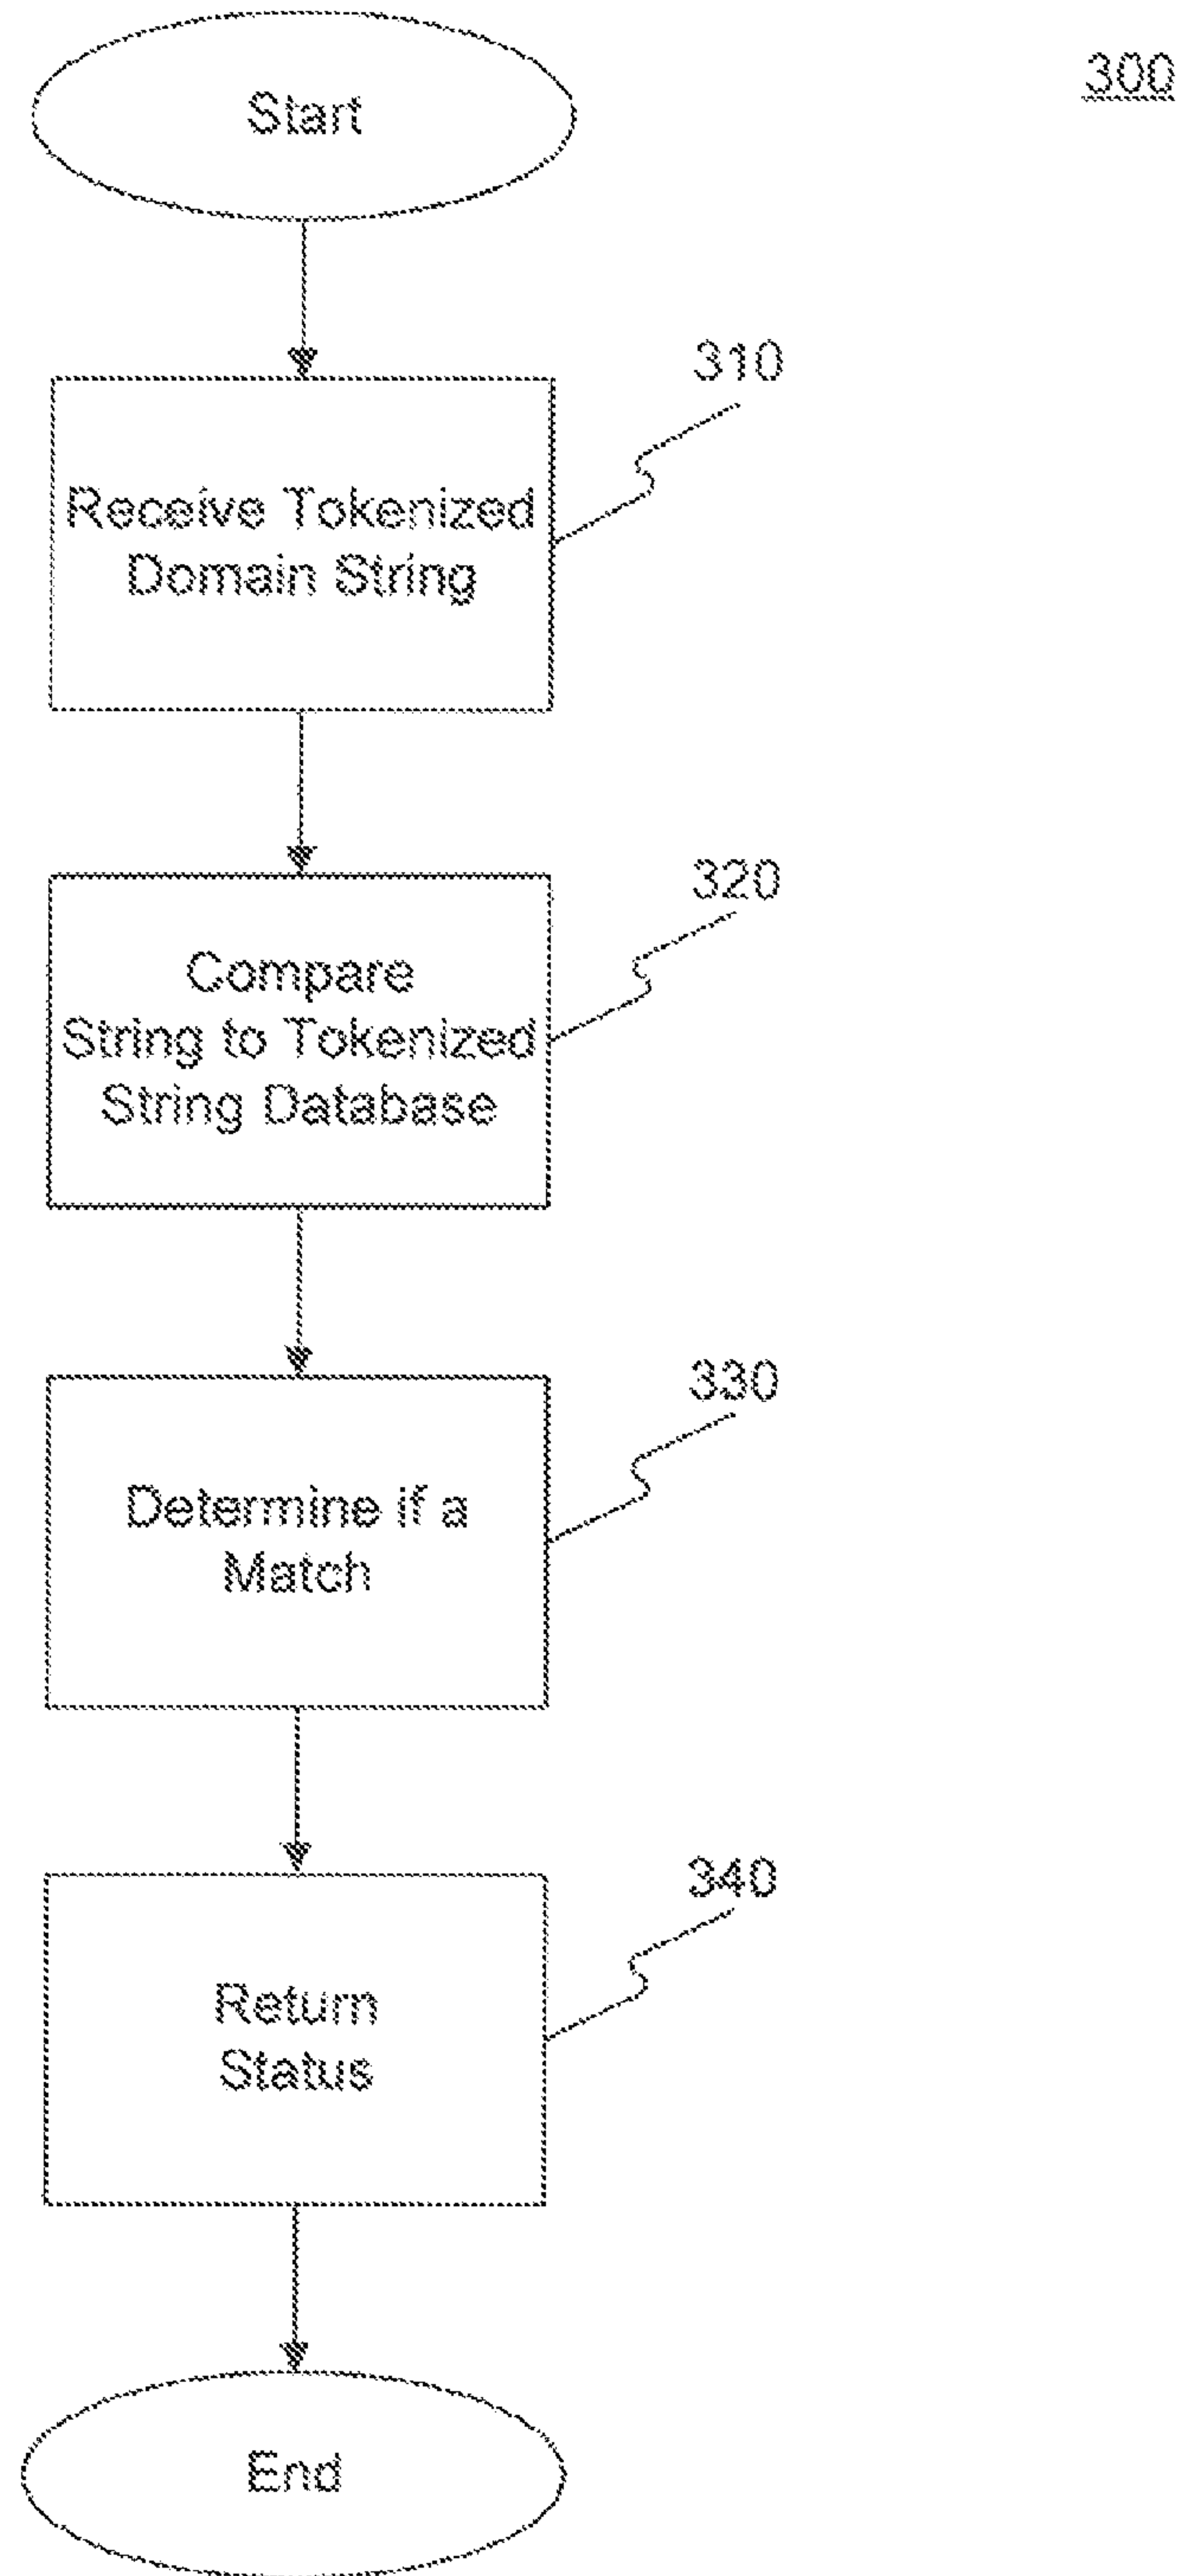 Start
300
310
Receive Tokenized
Domain String
320
Compare
String to Tokenized
String Database
330
Determine if a
Match
340
Return
Status
End